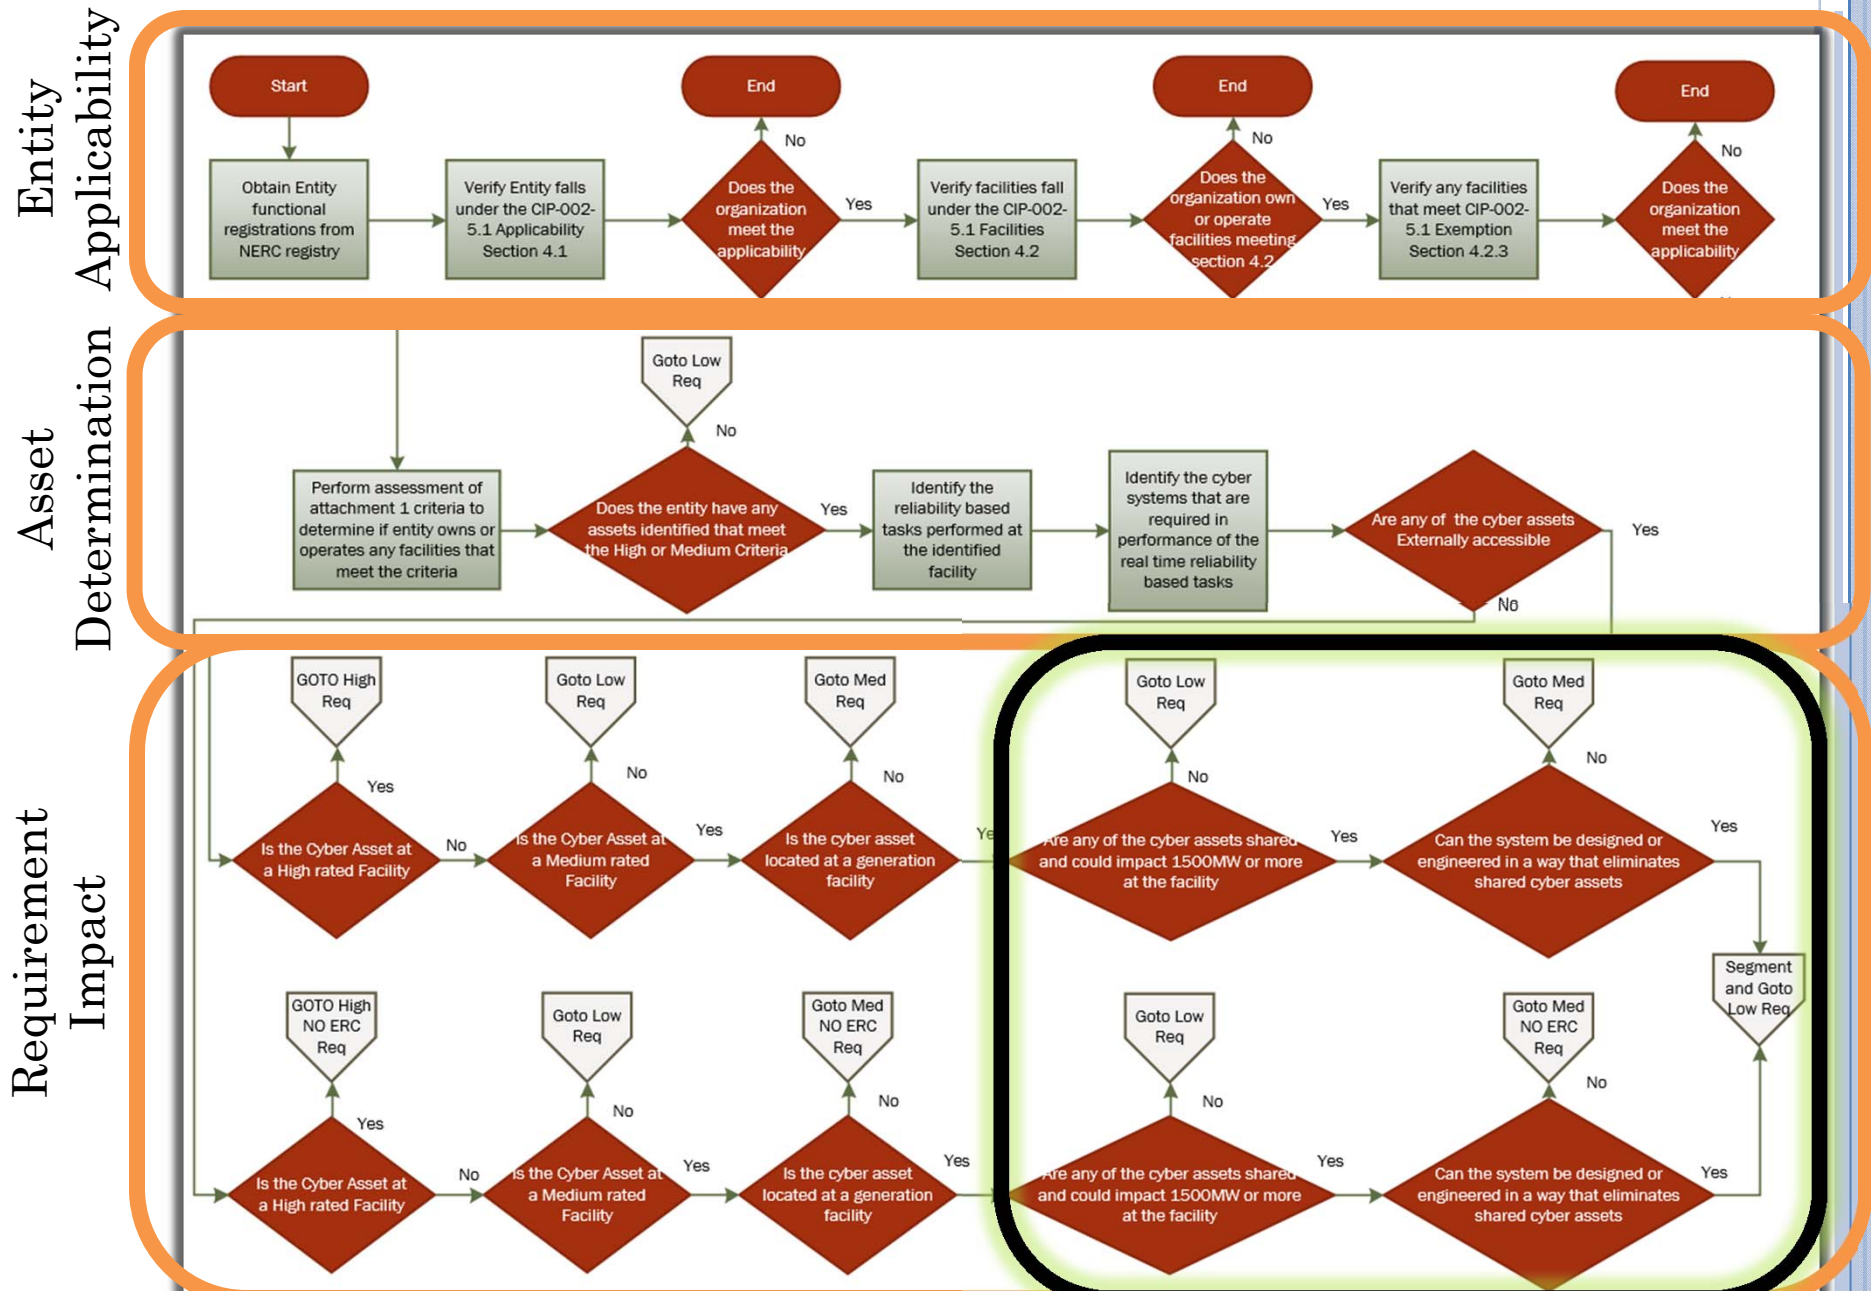 Entity
Applicability
Start
End
End
End
No
No
No
Obtain Entity
functional
registrations from
NERC registry
Verify Entity falls
under the CIP-002-
5.1 Applicability
Section 4.1
Does the
organization
meet the
applicability
Yes
Verify facilities fall
under the CIP-002-
5.1 Facilities
Section 4.2
Does the
organization own
or operate
facilities meeting
section 4.2
Yes
Verify any facilities
that meet CIP-002-
5.1 Exemption
Section 4.2.3
Does the
organization
meet the
applicability
Asset
Determination
Goto Low
Req
No
Perform assessment of
attachment 1 criteria to
determine if entity owns or
operates any facilities that
meet the criteria
Does the entity have any
assets identified that meet
the High or Medium Criteria
Yes
Identify the
reliability based
tasks performed at
the identified
facility
Identify the cyber
systems that are
required in
performance of the
real time reliability
based tasks
Are any of the cyber assets
Externally accessible
Yes
No
Requirement
Impact
GOTO High
Req
Goto Low
Req
Goto Med
Req
Goto Low
Req
Goto Med
Req
Yes
No
No
No
No
Is the Cyber Asset at
a High rated Facility
No
Is the Cyber Asset at
a Medium rated
Facility
Yes
Is the cyber asset
located at a generation
facility
Are any of the cyber assets shared
and could impact 1500MW or more
at the facility
Yes
Can the system be designed or
engineered in a way that eliminates
shared cyber assets
Yes
Segment
and Goto
Low Req
GOTO High
NO ERC
Req
Goto Low
Req
Goto Med
NO ERC
Req
Goto Low
Req
Goto Med
NO ERC
Req
Yes
No
No
No
No
Is the Cyber Asset at
a High rated Facility
No
Is the Cyber Asset at
a Medium rated
Facility
Yes
Is the cyber asset
located at a generation
facility
Yes
Are any of the cyber assets shared
and could impact 1500MW or more
at the facility
Yes
Can the system be designed or
engineered in a way that eliminates
shared cyber assets
Yes